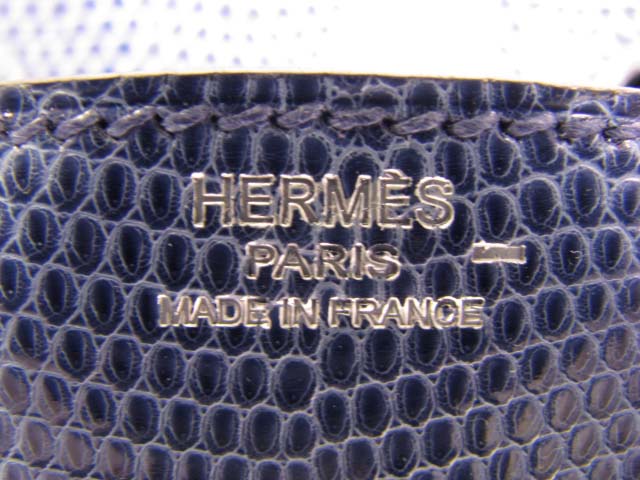 HERMÈS
PARIS -
MADE IN FRANCE